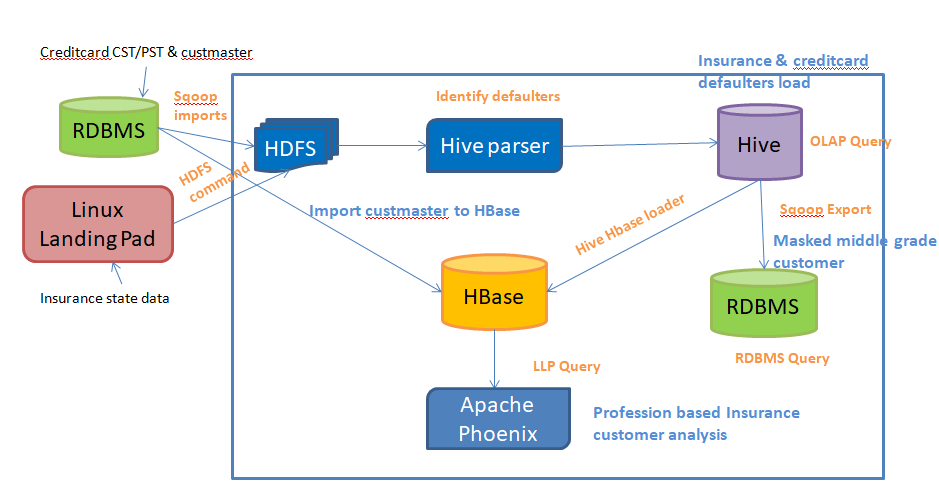 Creditcard CST/PST & custmaster
Insurance & creditcard
defaulters load
Sqoop
imports
Identify defaulters
RDBMS
HDFS
Hive parser
Hive
OLAP Query
HDFS
command
Linux
Landing Pad
Import custmaster to HBase
Hive Hbase loader
Sqoop Export
Masked middle grade
customer
Insurance state data
HBase
RDBMS
RDBMS Query
LLP Query
Apache
Phoenix
Profession based Insurance
customer analysis